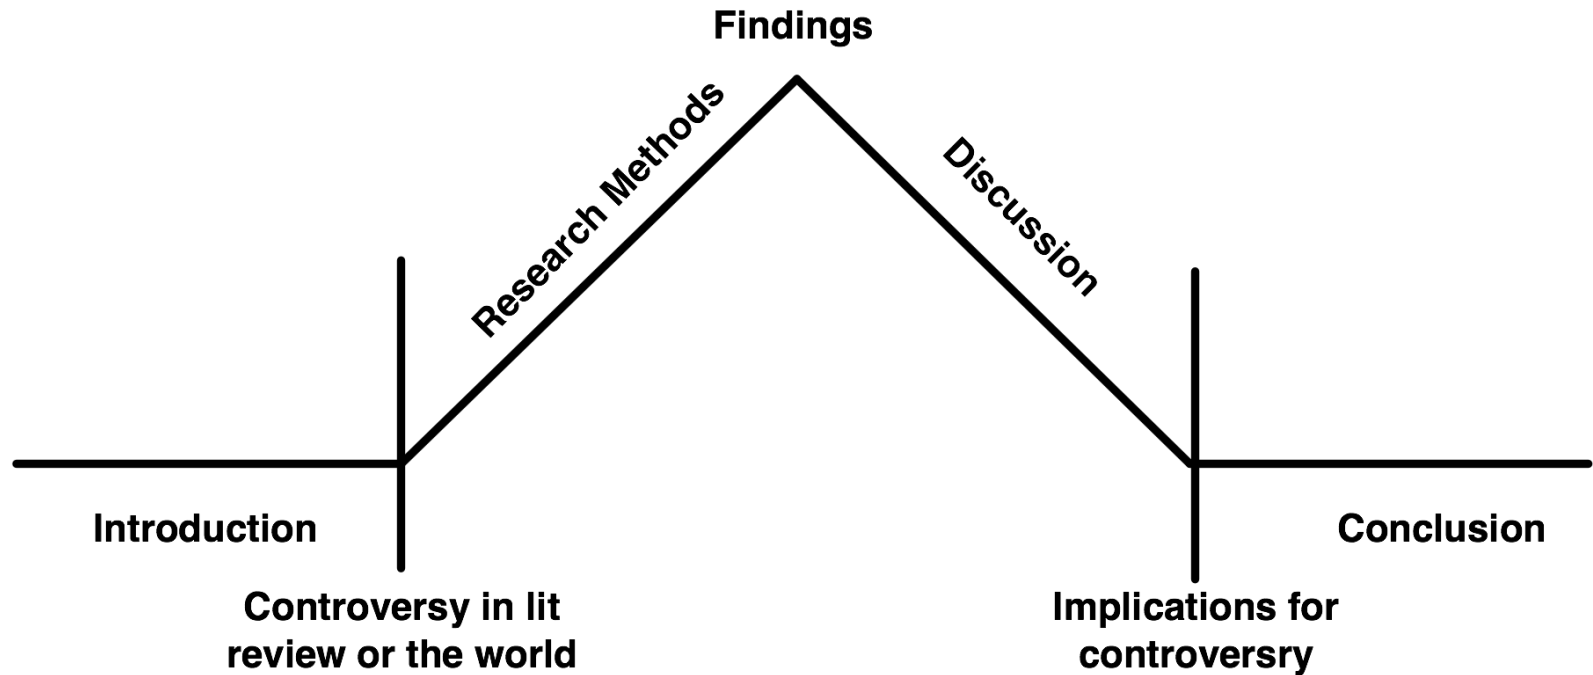 Findings
Research Methods
Discussion
Introduction
Conclusion
Controversy in lit
review or the world
Implications for
controversry